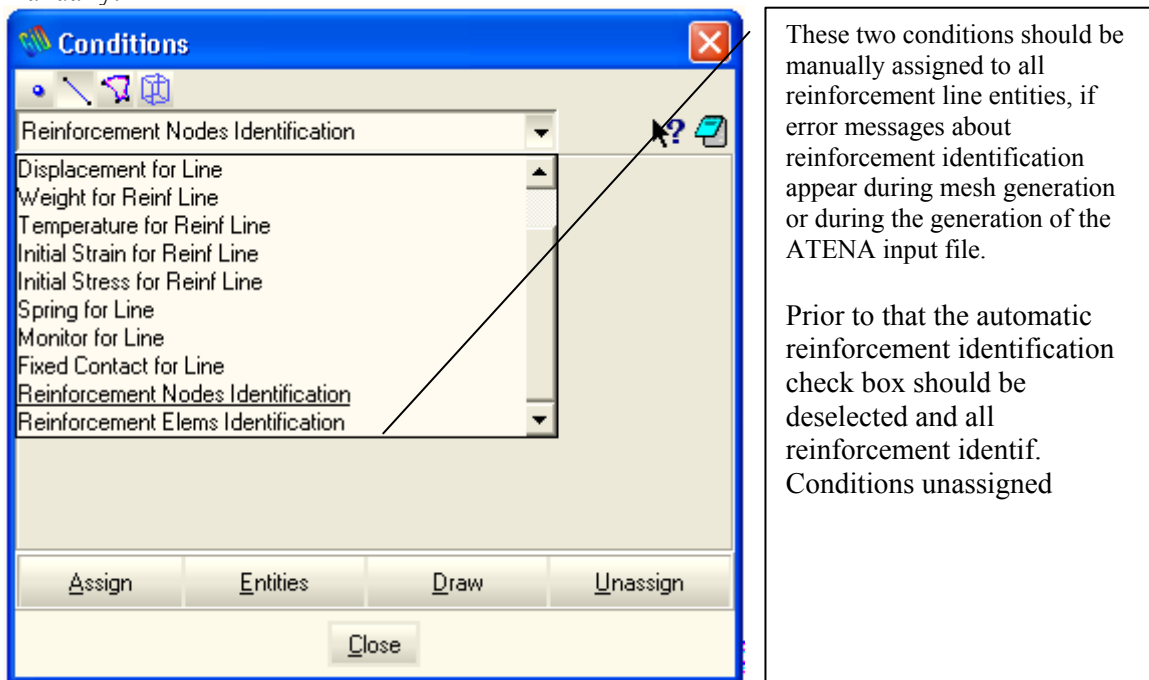 Conditions
Reinforcement Nodes Identification
Displacement for Line
Weight for Reinf Line
Temperature for Reinf Line
Initial Strain for Reinf Line
Initial Stress for Reinf Line
Spring for Line
Monitor for Line
Fixed Contact for Line
Reinforcement Nodes Identification
Reinforcement Elems Identification
Assign Entities Draw Unassign
Close
These two conditions should be
manually assigned to all
reinforcement line entities, if
error messages about
reinforcement identification
appear during mesh generation
or during the generation of the
ATENA input file.
Prior to that the automatic
reinforcement identification
check box should be
deselected and all
reinforcement identif.
Conditions unassigned